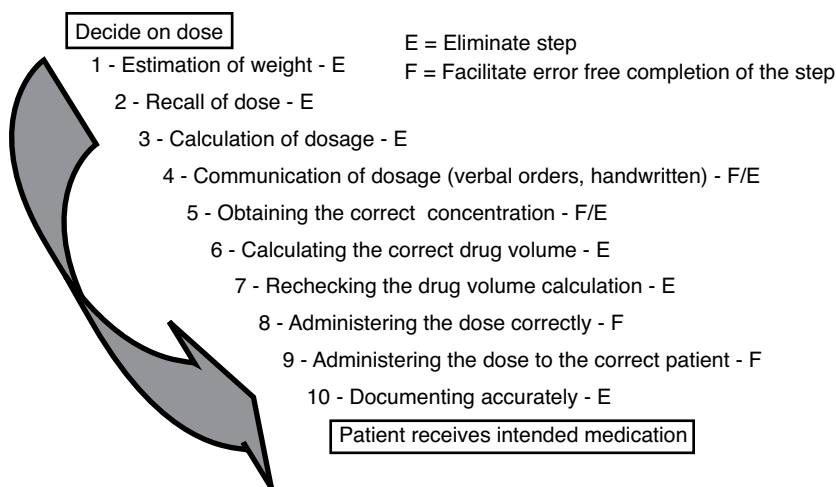 Decide on dose
E = Eliminate step
F = Facilitate error free completion of the step
1 - Estimation of weight - E
2 - Recall of dose - E
3 - Calculation of dosage - E
4 - Communication of dosage (verbal orders, handwritten) - F/E
5 - Obtaining the correct concentration - F/E
6 - Calculating the correct drug volume - E
7 - Rechecking the drug volume calculation - E
8 - Administering the dose correctly - F
9 - Administering the dose to the correct patient - F
10 - Documenting accurately - E
Patient receives intended medication